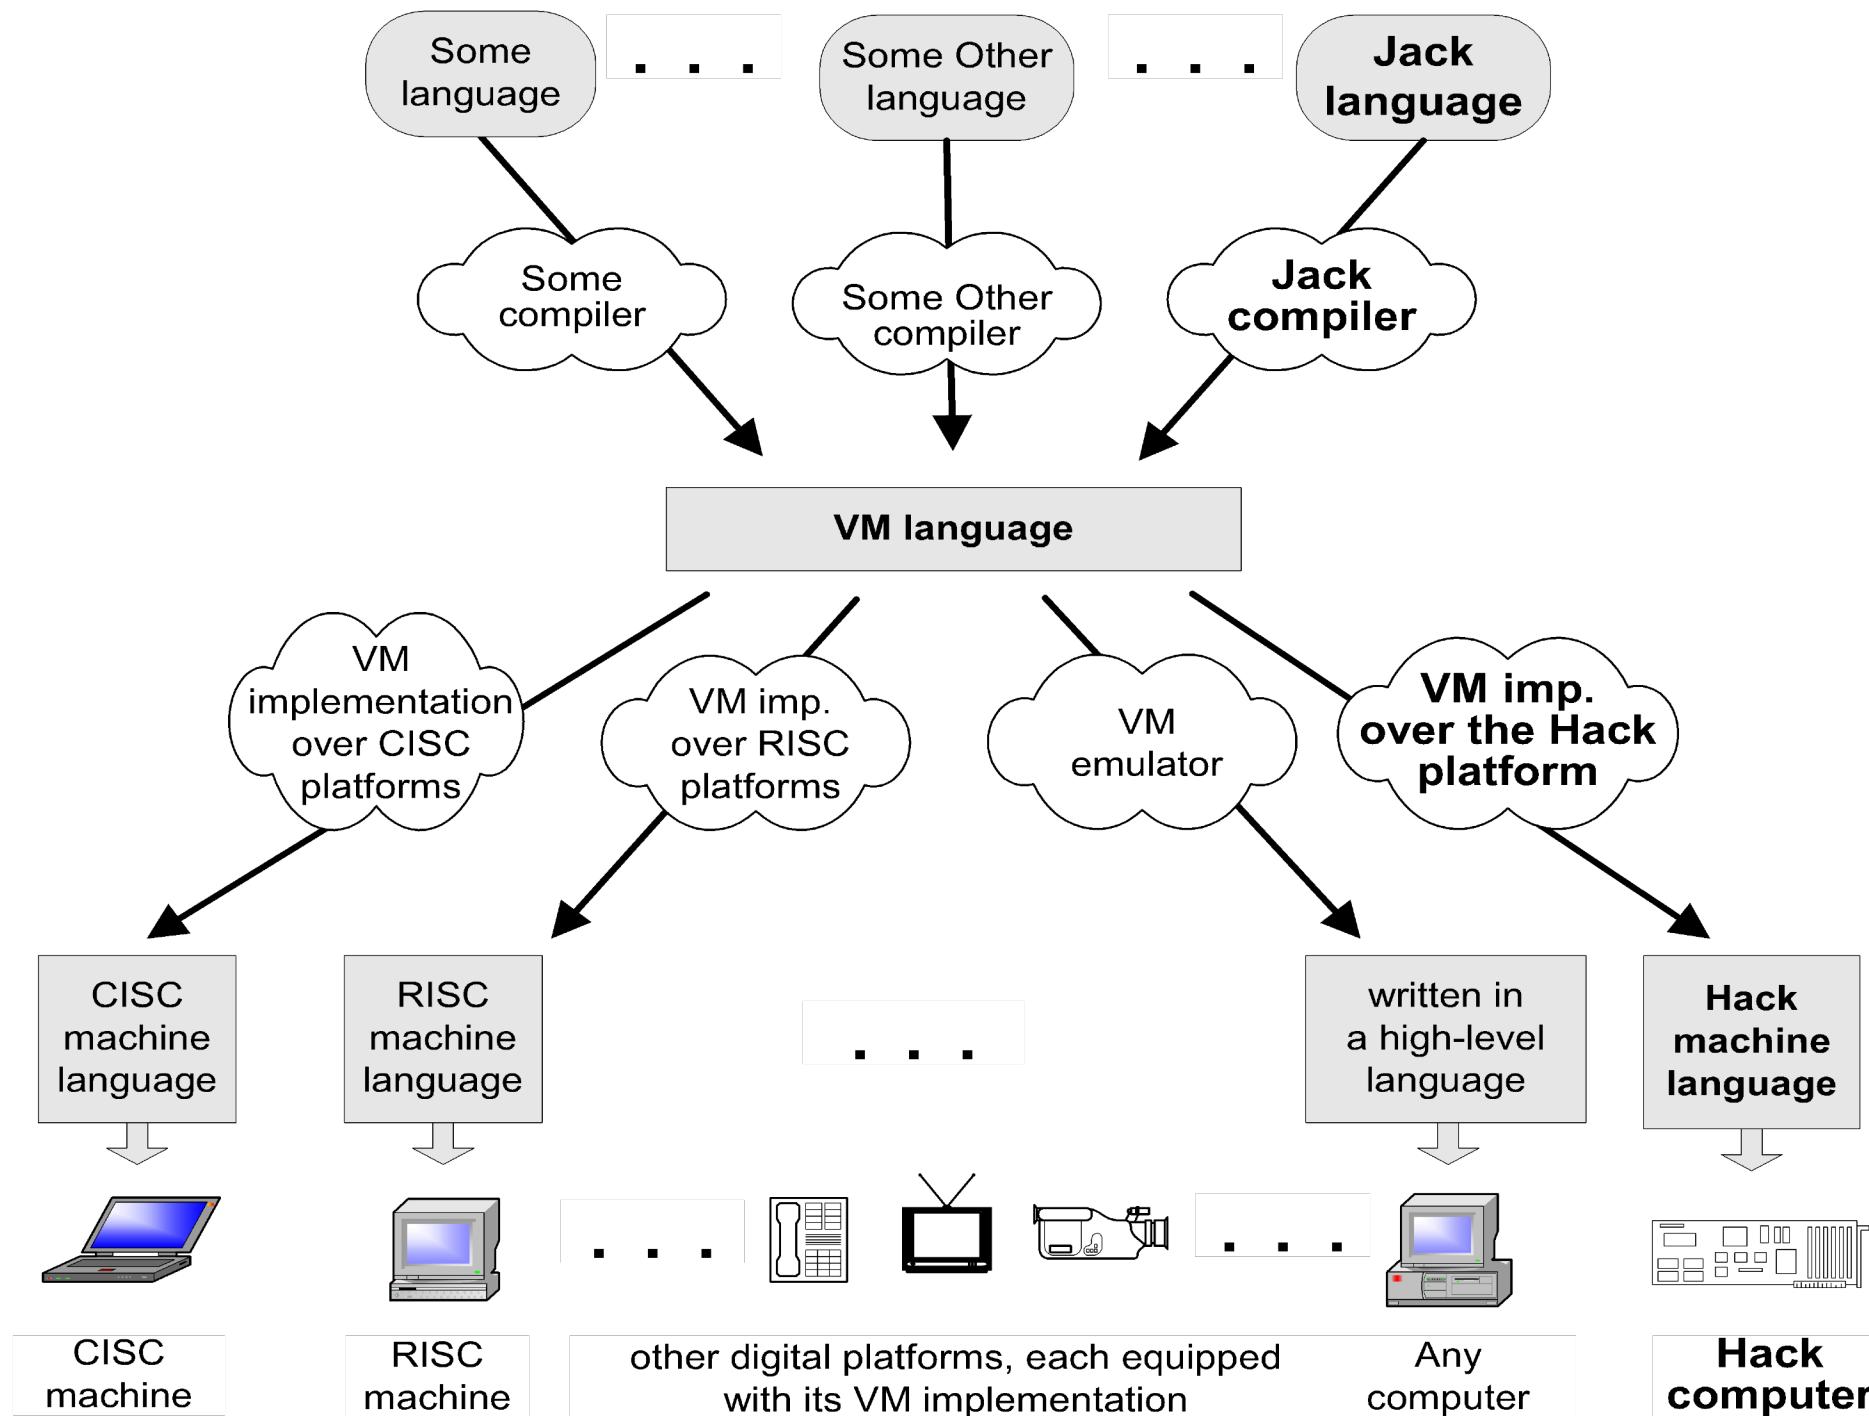 Some
language
. . .
Some Other
language
. . .
Jack
language
Some
compiler
Some Other
compiler
Jack
compiler
VM language
VM
implementation
over CISC
platforms
VM imp.
over RISC
platforms
VM
emulator
VM imp.
over the Hack
platform
CISC
machine
language
RISC
machine
language
. . .
written in
a high-level
language
Hack
machine
language
. . .
. . .
CISC
machine
RISC
machine
other digital platforms, each equipped
with its VM implementation
Any
computer
Hack
computer